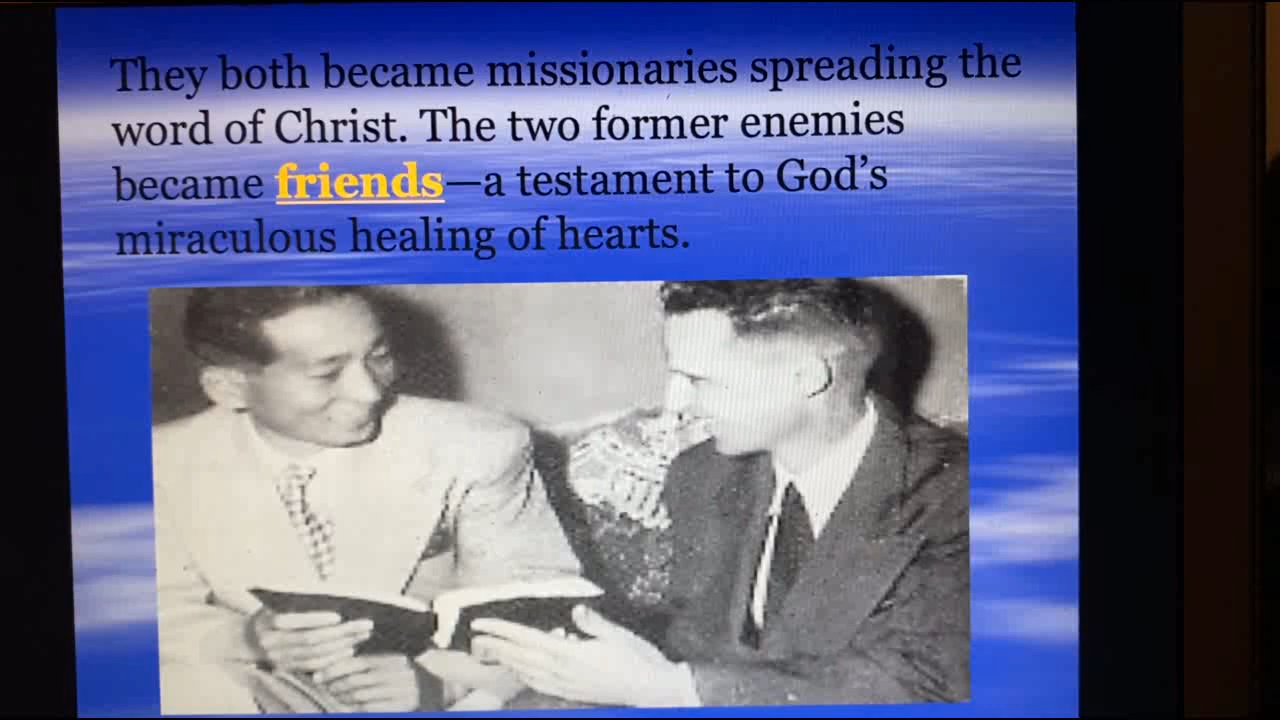 They both became missionaries spreading the
word of Christ. The two former enemies
became friends—a testament to God’s
miraculous healing of hearts.